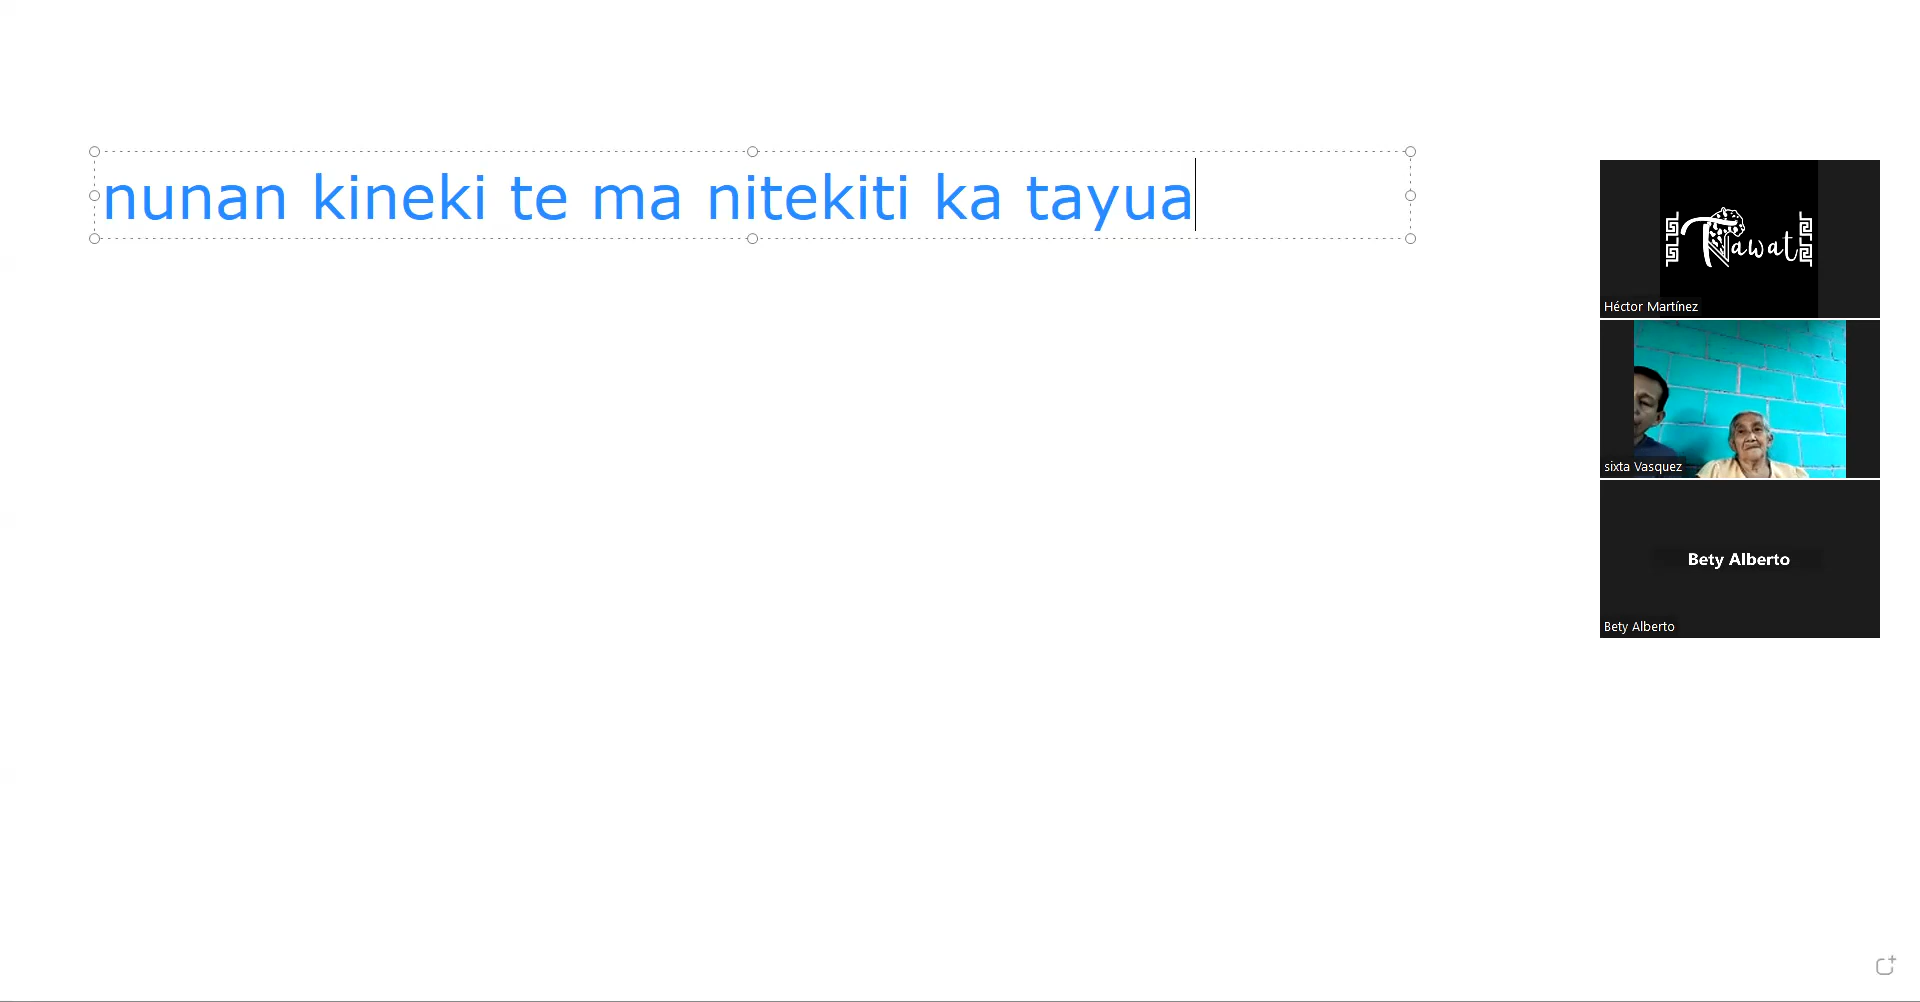 nunan kineki te ma nitekiti ka tayua
Nawat
Héctor Martínez
sixta Vasquez
Bety Alberto
Bety Alberto